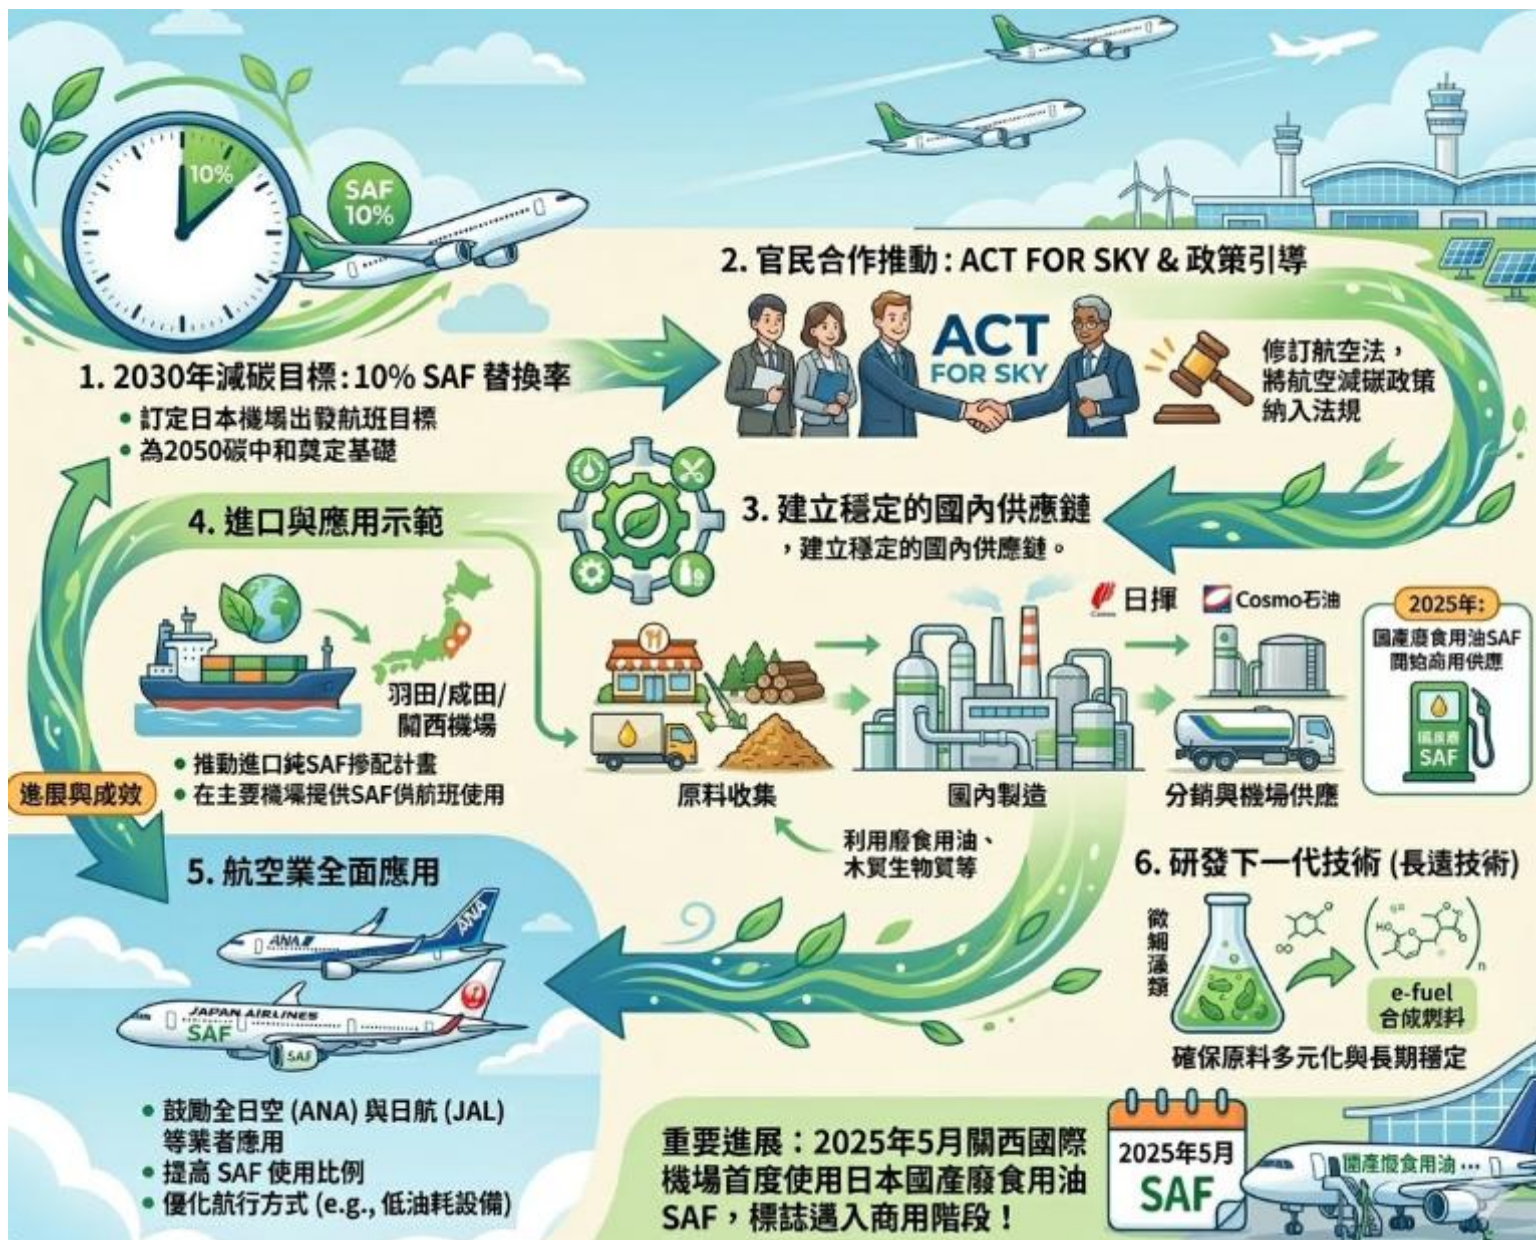 10%
SAF
10%
1. 2030年減碳目標:10% SAF 替換率
• 訂定日本機場出發航班目標
• 為2050碳中和奠定基礎
2. 官民合作推動:ACT FOR SKY & 政策引導
ACT
FOR SKY
修訂航空法,
將航空減碳政策
納入法規
3. 建立穩定的國內供應鏈
,建立穩定的國內供應鏈。
日揮
Cosmo石油
原料收集
國內製造
分銷與機場供應
利用廢食用油、
木質生物質等
2025年:
國產廢食用油SAF
開始商用供應
SAF
4. 進口與應用示範
羽田/成田/
關西機場
• 推動進口純SAF摻配計畫
• 在主要機場提供SAF供航班使用
進展與成效
5. 航空業全面應用
ANA
ANA
JAPAN AIRLINES
SAF
SAF
• 鼓勵全日空 (ANA) 與日航 (JAL)
等業者應用
• 提高 SAF 使用比例
• 優化航行方式 (e.g., 低油耗設備)
6. 研發下一代技術 (長遠技術)
微細藻類
HO
n
e-fuel
合成燃料
確保原料多元化與長期穩定
重要進展:2025年5月關西國際
機場首度使用日本國產廢食用油
SAF,標誌邁入商用階段!
2025年5月
SAF
國產廢食用油...